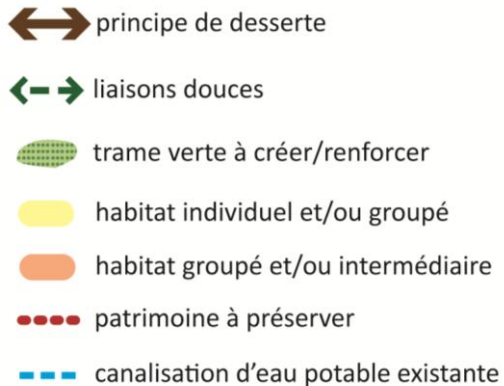 principe de desserte
liaisons douces
trame verte à créer/renforcer
habitat individuel et/ou groupé
habitat groupé et/ou intermédiaire
patrimoine à préserver
canalisation d'eau potable existante